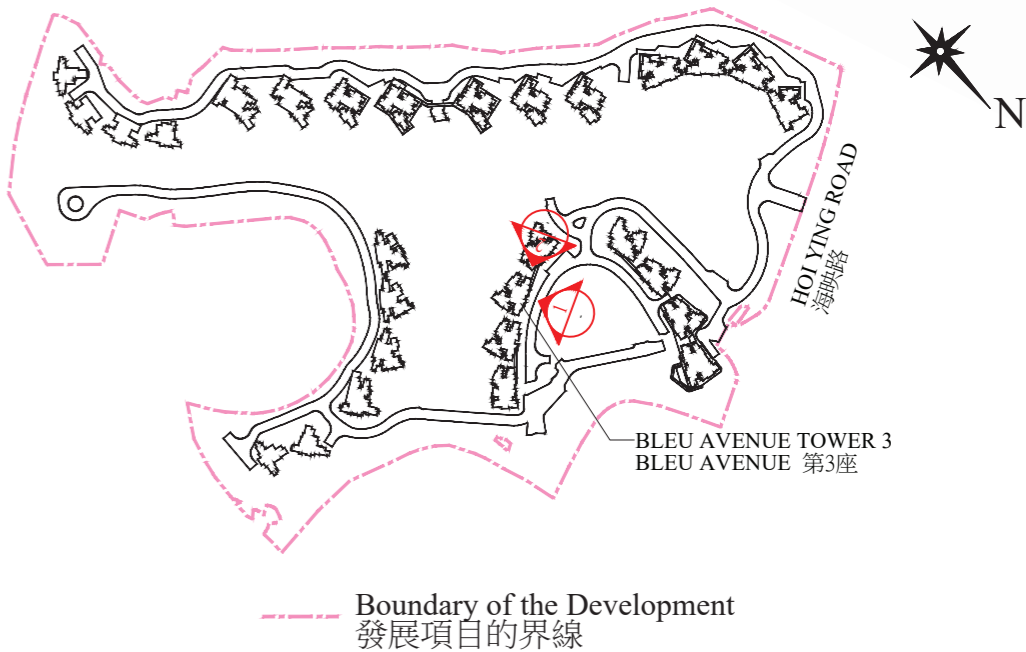 N
HOI YING ROAD
海映路
BLEU AVENUE TOWER 3
BLEU AVENUE 第3座
Boundary of the Development
發展項目的界線